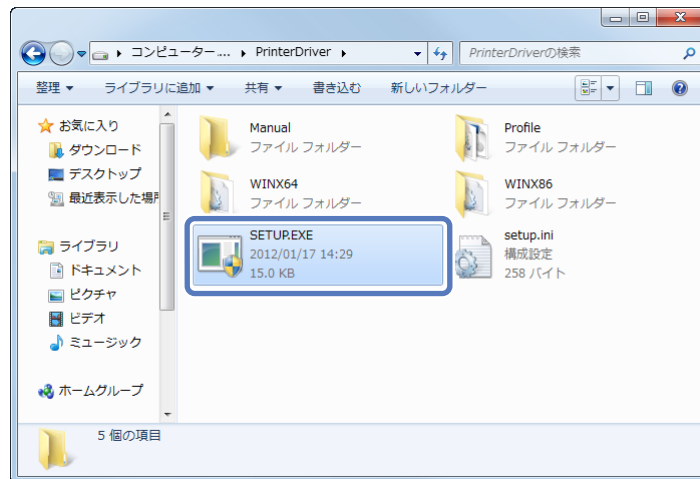 コンピューター... PrinterDriver PrinterDriverの検索
整理 ライブラリに追加 共有 書き込む 新しいフォルダー
お気に入り
ダウンロード
デスクトップ
最近表示した場所
ライブラリ
ドキュメント
ピクチャ
ビデオ
ミュージック
ホームグループ
Manual
ファイル フォルダー
Profile
ファイル フォルダー
WINX64
ファイル フォルダー
WINX86
ファイル フォルダー
SETUP.EXE
2012/01/17 14:29
15.0 KB
setup.ini
構成設定
258 バイト
5 個の項目